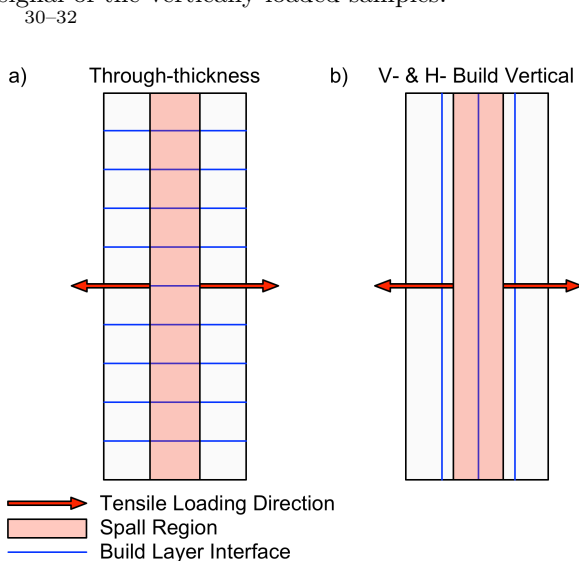 signal of the vertically loaded samples.
30–32
a) Through-thickness b) V- & H- Build Vertical
Tensile Loading Direction
Spall Region
Build Layer Interface